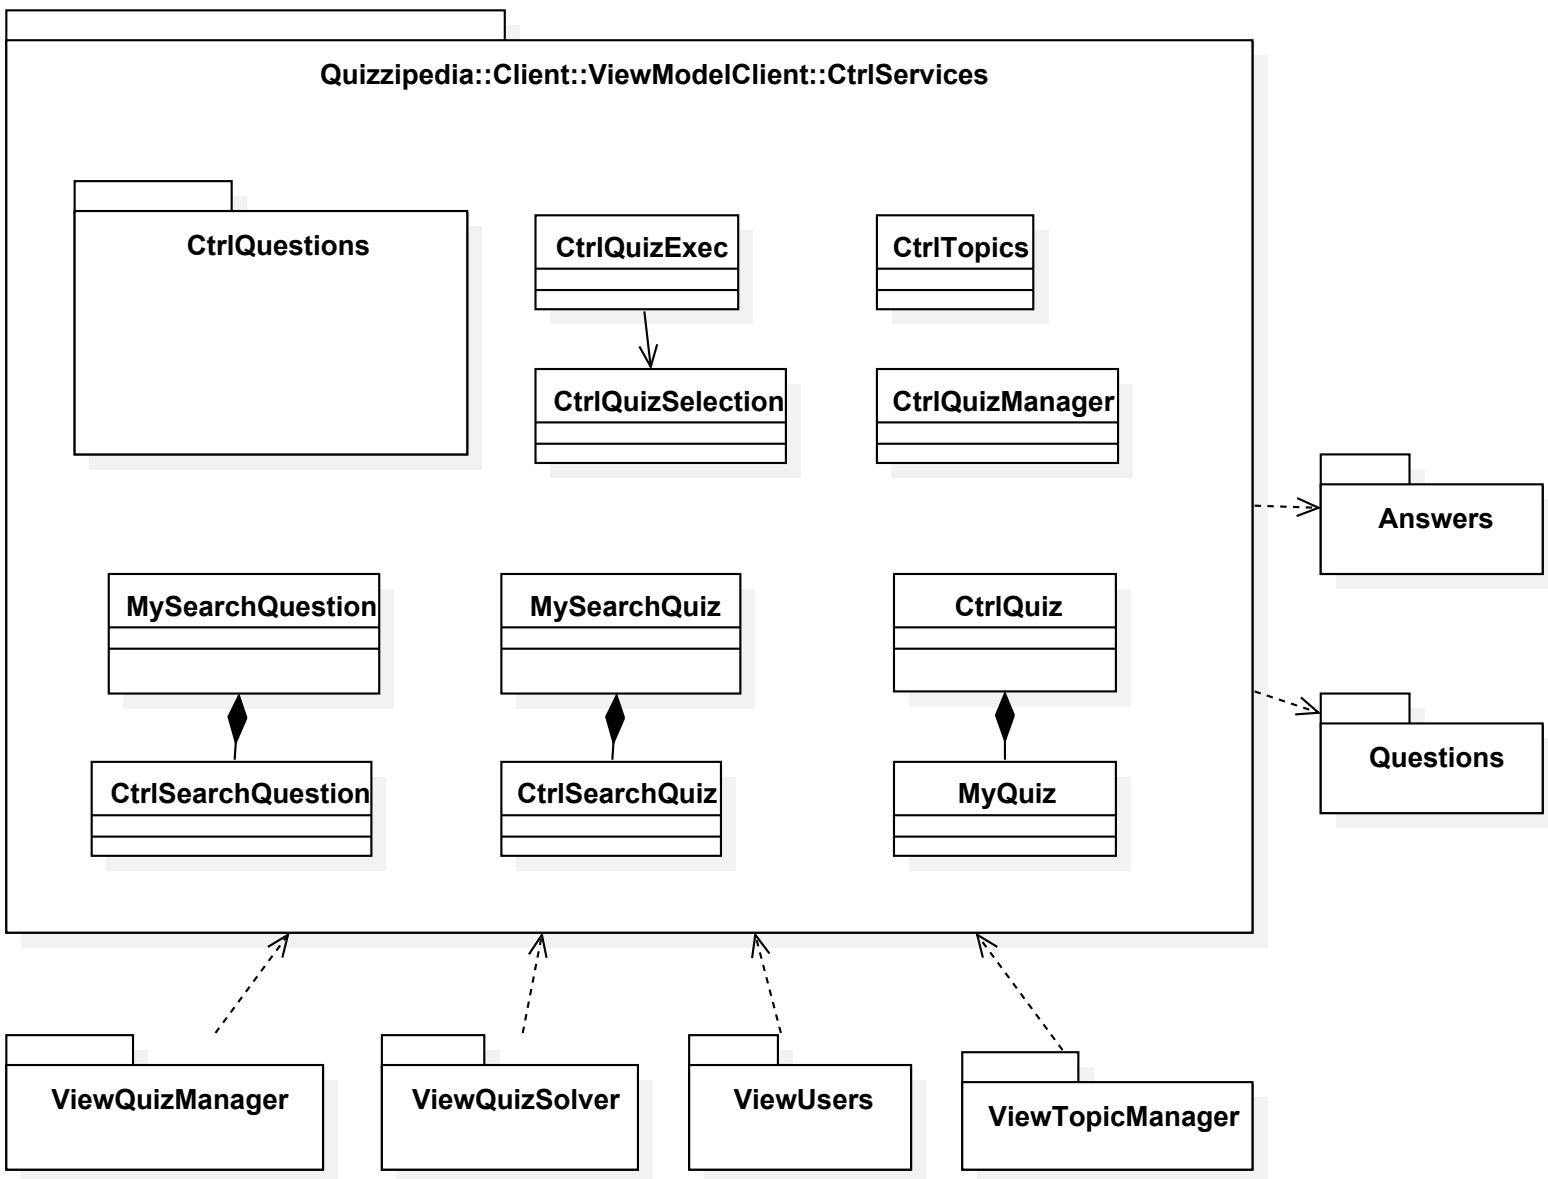 Quizzipedia::Client::ViewModelClient::CtrlServices
CtrlQuestions
CtrlQuizExec
CtrlTopics
CtrlQuizSelection
CtrlQuizManager
Answers
MySearchQuestion
MySearchQuiz
CtrlQuiz
Questions
CtrlSearchQuestion
CtrlSearchQuiz
MyQuiz
ViewQuizManager
ViewQuizSolver
ViewUsers
ViewTopicManager